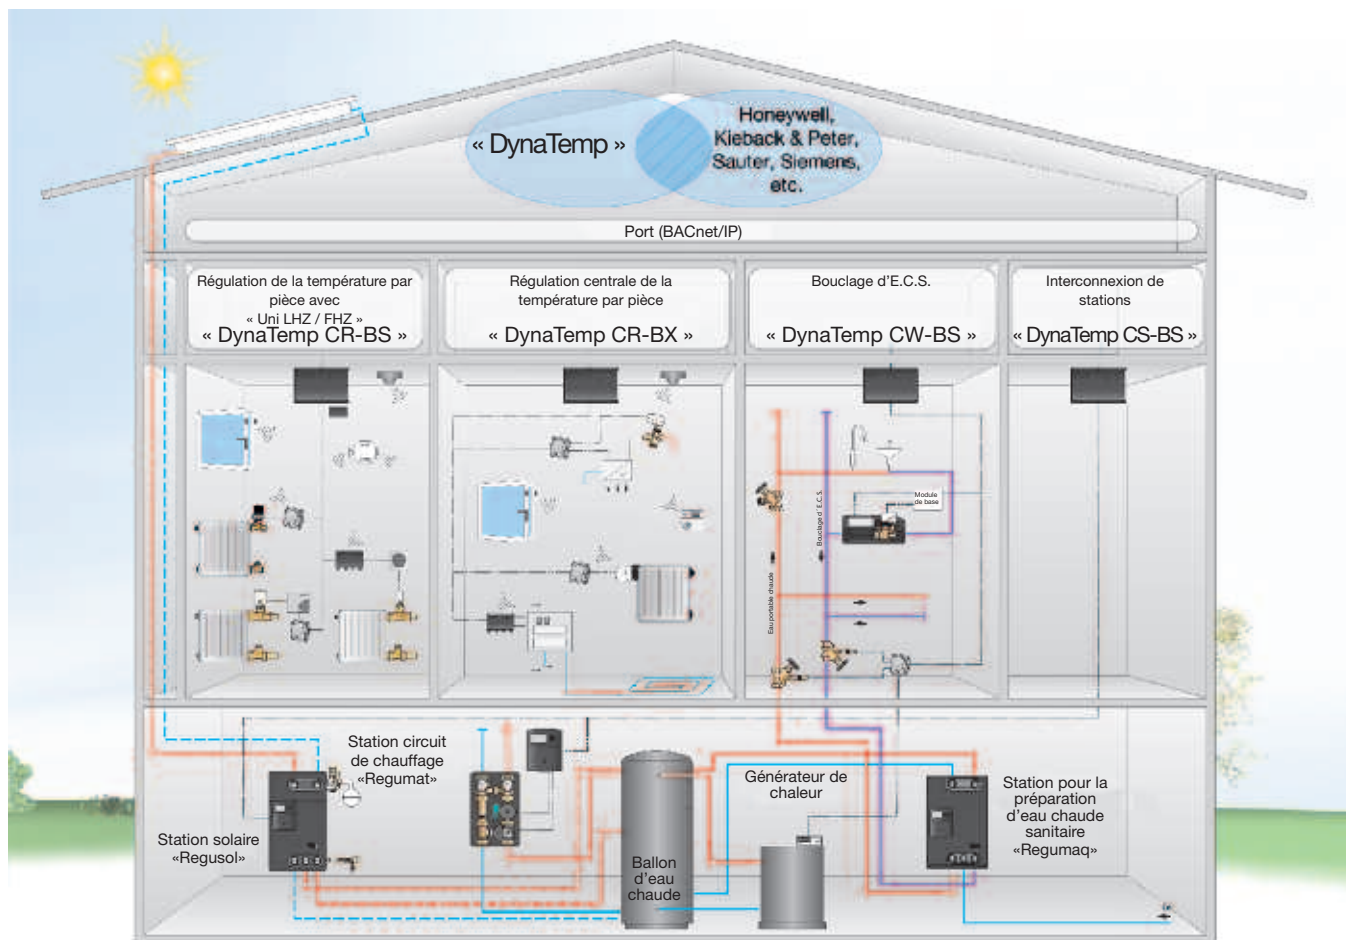 « DynaTemp »
Honeywell,
Kieback & Peter,
Sauter, Siemens,
etc.
Port (BACnet/IP)
Régulation de la température par
pièce avec
« Uni LHZ / FHZ »
« DynaTemp CR-BS »
Régulation centrale de la
température par pièce
« DynaTemp CR-BX »
Bouclage d'E.C.S.
« DynaTemp CW-BS »
Interconnexion de
stations
« DynaTemp CS-BS »
Module
de base
Bouclage d'E.C.S.
Eau portable chaude
Station circuit
de chauffage
«Regumat»
Station solaire
«Regusol»
Ballon
d'eau
chaude
Générateur de
chaleur
Station pour la
préparation
d'eau chaude
sanitaire
«Regumaq»